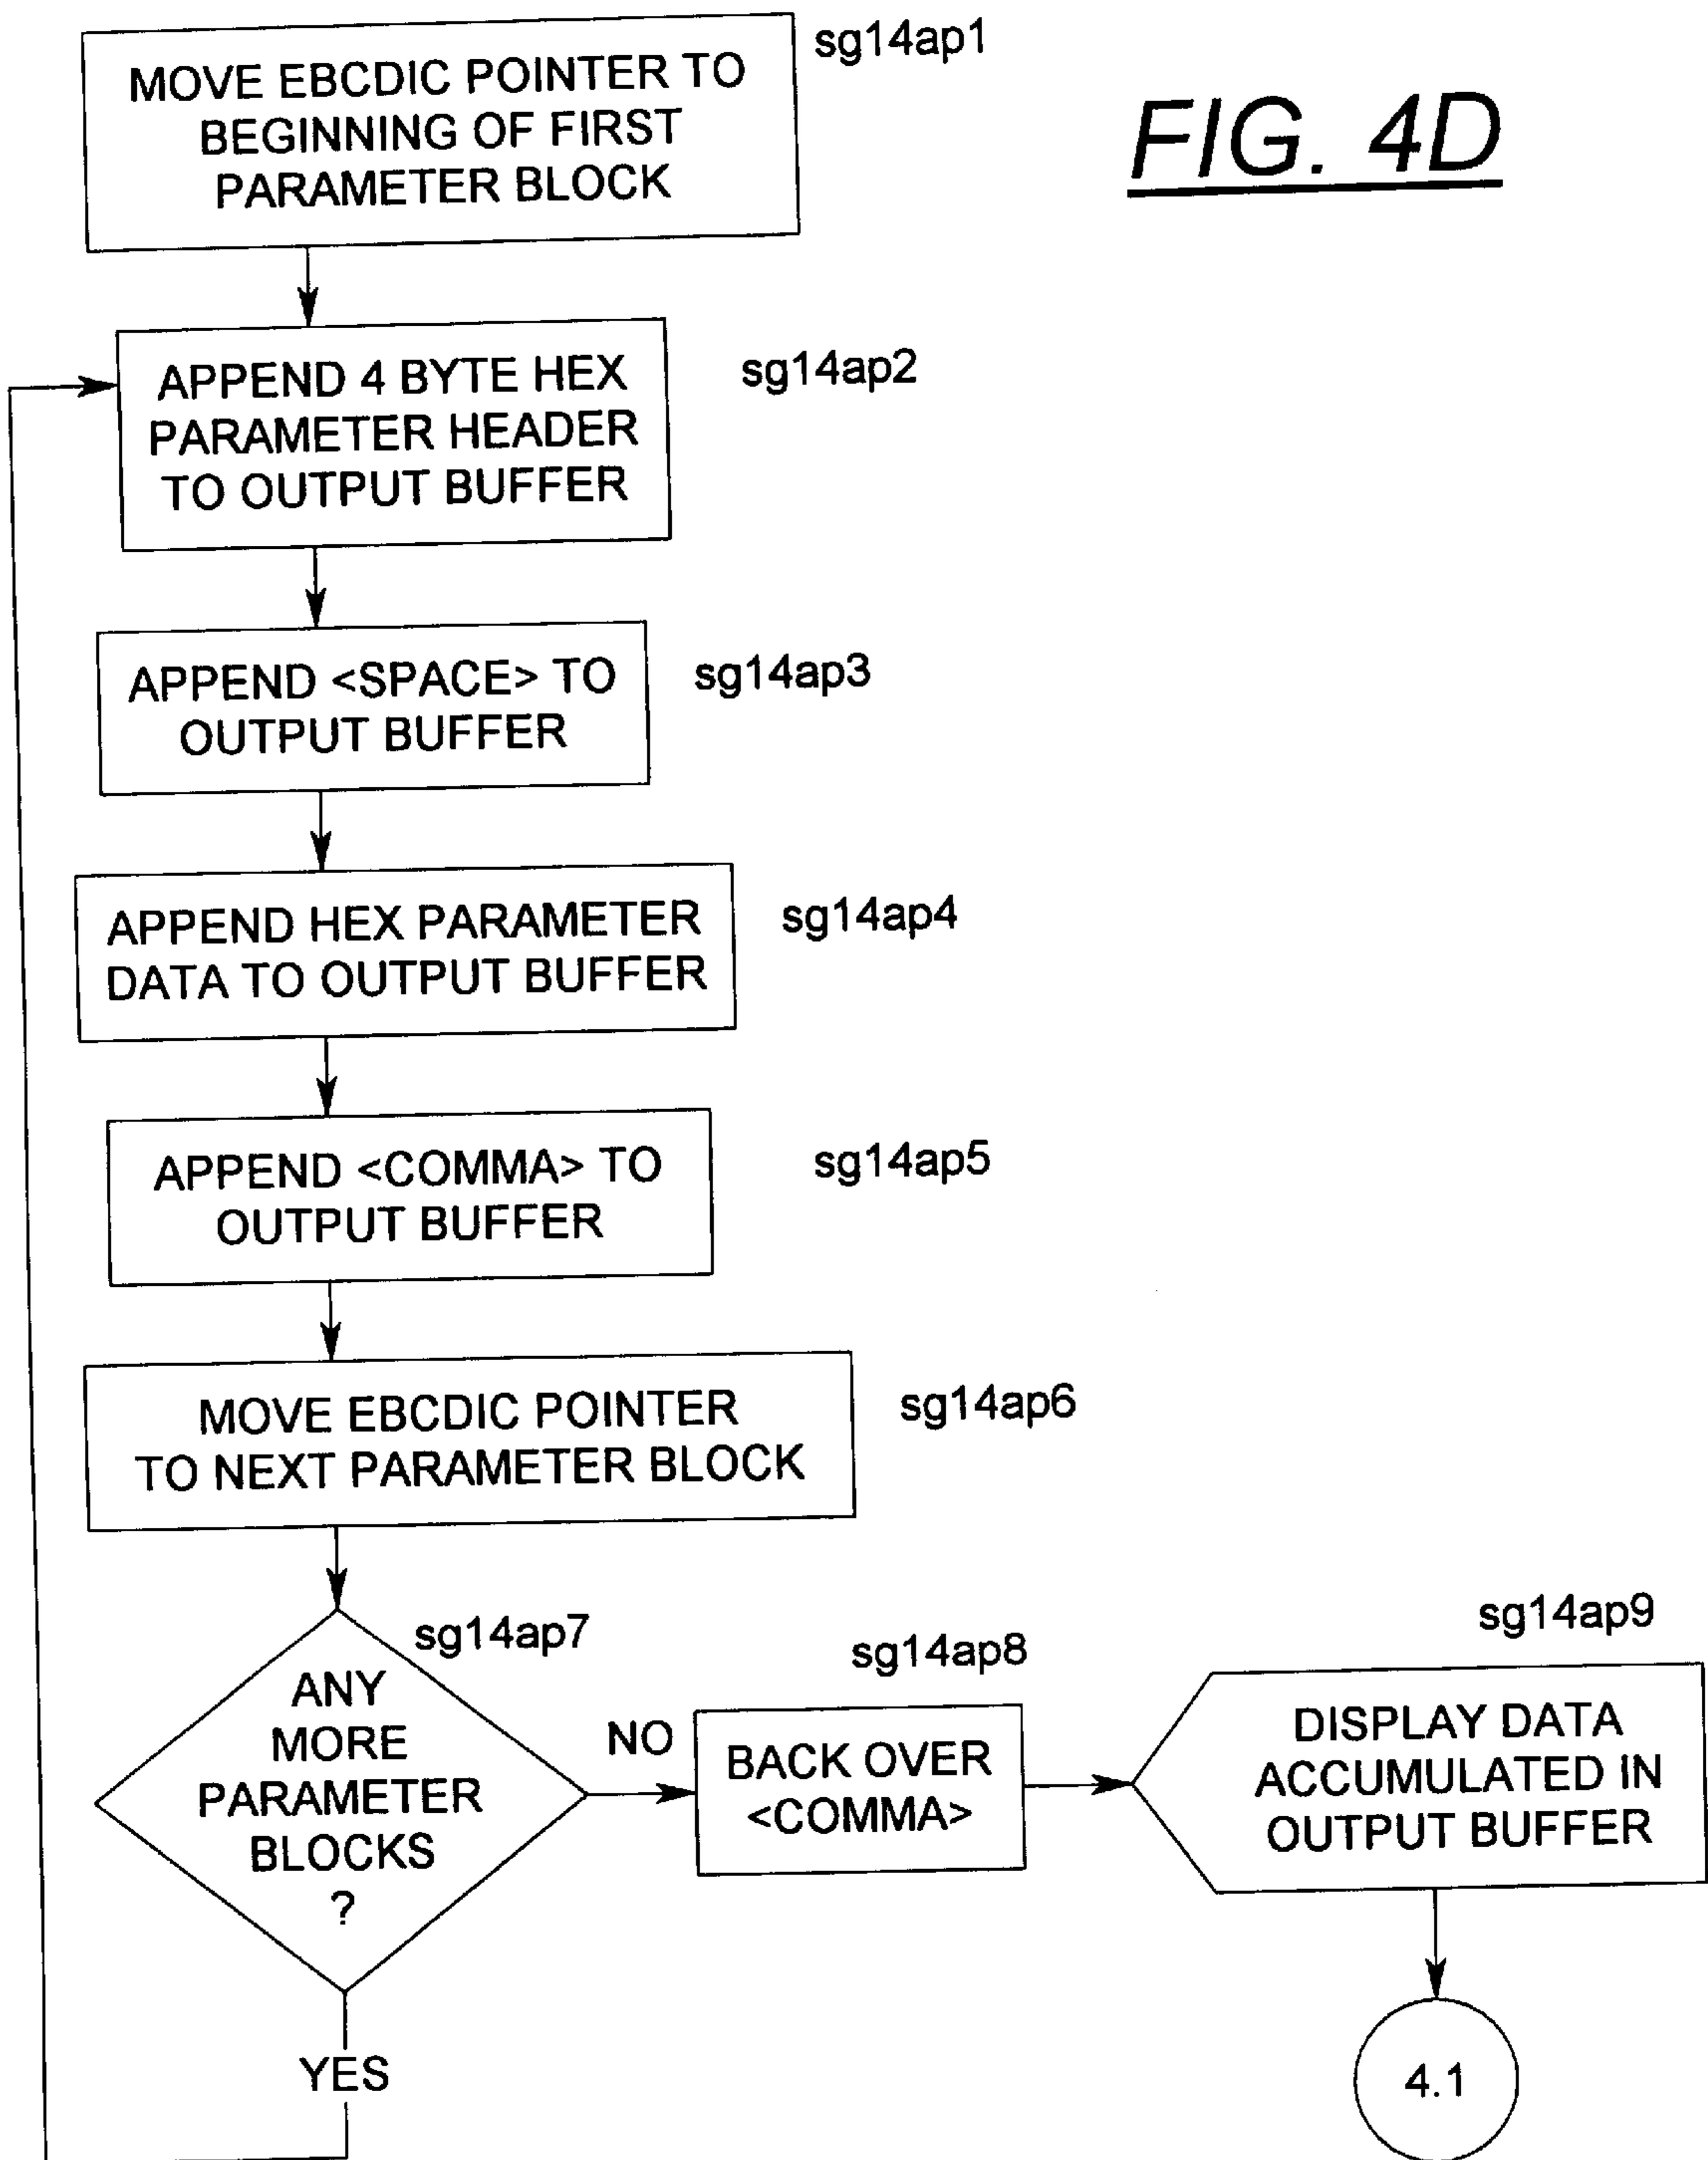 sg14ap1
MOVE EBCDIC POINTER TO
BEGINNING OF FIRST
PARAMETER BLOCK
FIG. 4D
sg14ap2
APPEND 4 BYTE HEX
PARAMETER HEADER
TO OUTPUT BUFFER
sg14ap3
APPEND <SPACE> TO
OUTPUT BUFFER
sg14ap4
APPEND HEX PARAMETER
DATA TO OUTPUT BUFFER
sg14ap5
APPEND <COMMA> TO
OUTPUT BUFFER
sg14ap6
MOVE EBCDIC POINTER
TO NEXT PARAMETER BLOCK
sg14ap7
ANY
MORE
PARAMETER
BLOCKS
?
NO
YES
sg14ap8
BACK OVER
<COMMA>
sg14ap9
DISPLAY DATA
ACCUMULATED IN
OUTPUT BUFFER
4.1